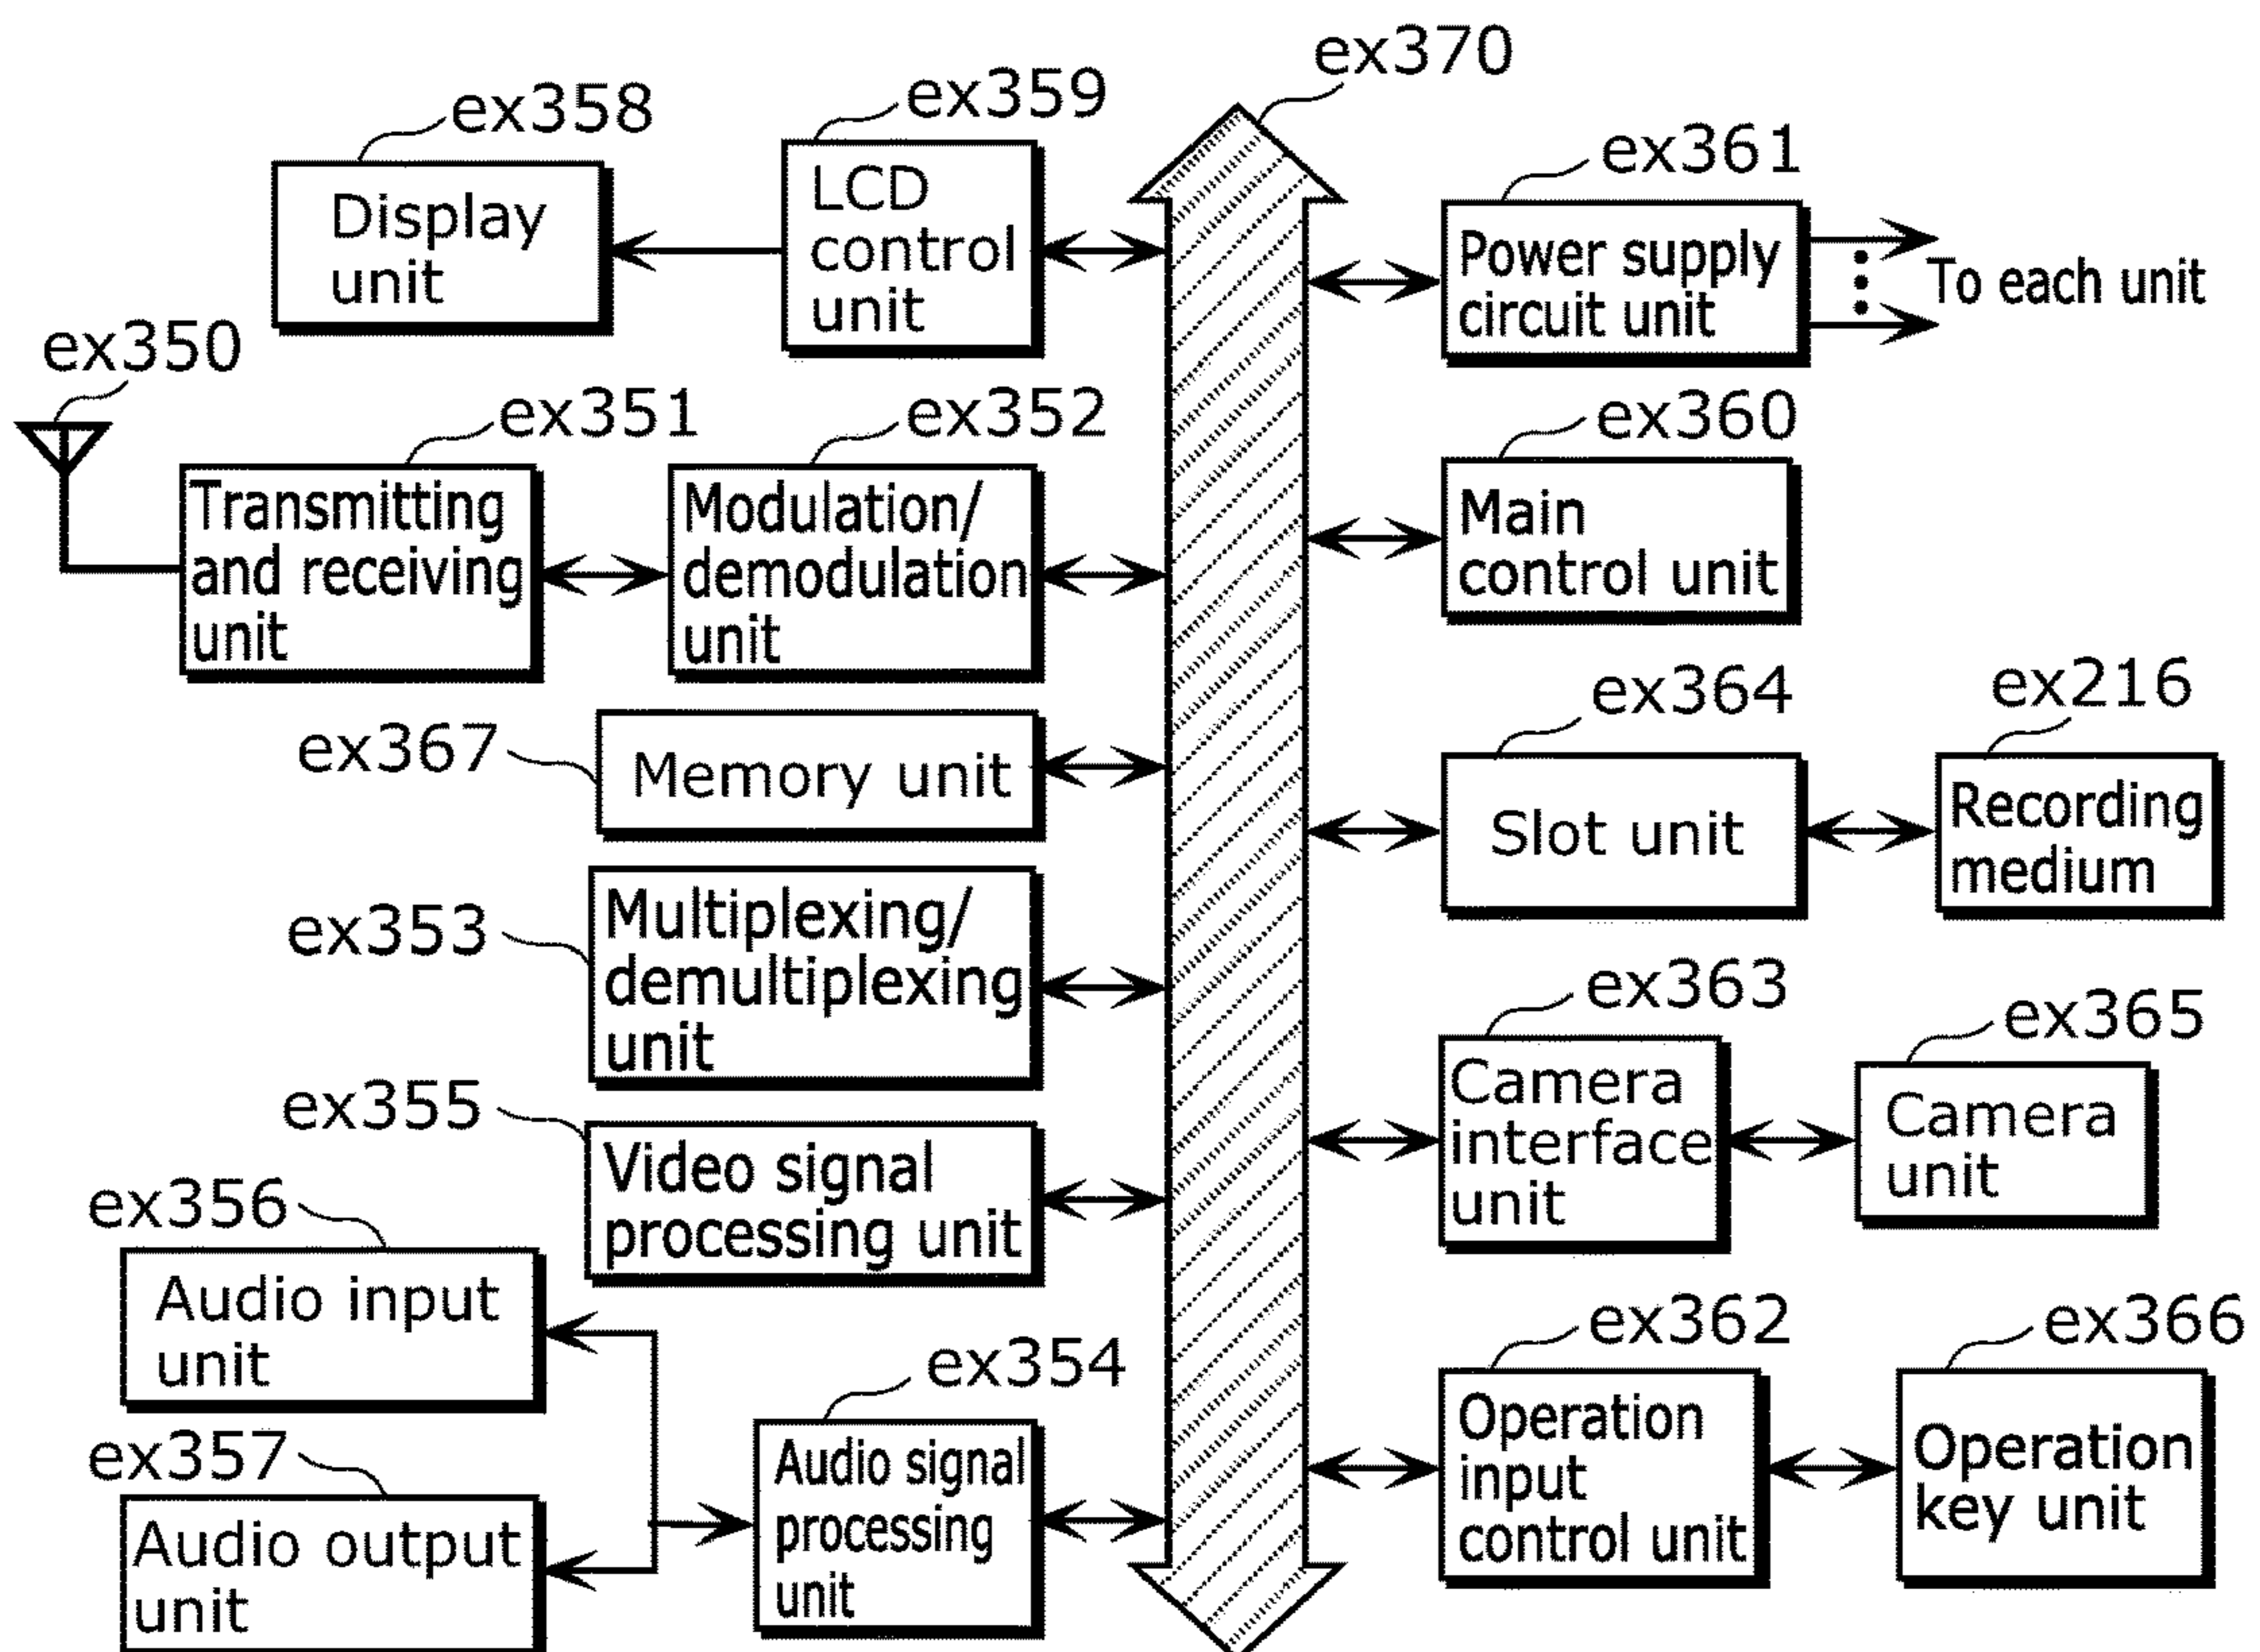 ex370
ex358
ex359
ex361
Display
unit
LCD
control
unit
Power supply
circuit unit
To each unit
ex350
ex351
ex352
ex360
Transmitting
and receiving
unit
Modulation/
demodulation
unit
Main
control unit
ex367
Memory unit
ex364
ex216
Slot unit
Recording
medium
ex353
Multiplexing/
demultiplexing
unit
ex363
ex365
Camera
interface
unit
Camera
unit
ex355
Video signal
processing unit
ex356
Audio input
unit
ex354
ex362
ex366
ex357
Audio output
unit
Audio signal
processing
unit
Operation
input
control unit
Operation
key unit